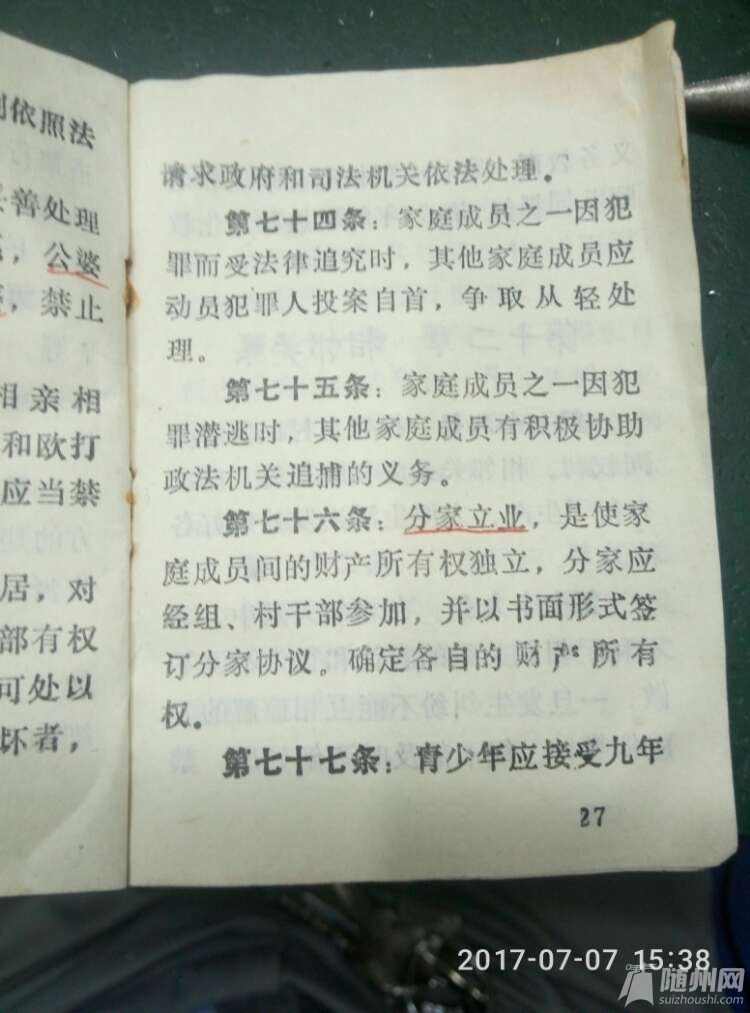 刂依照法
善处理
，公婆
，禁止
相亲相
和欧打
应当禁
居，对
部有权
可处以
坏者，
请求政府和司法机关依法处理。
第七十四条：家庭成员之一因犯
罪而受法律追究时，其他家庭成员应
动员犯罪人投案自首，争取从轻处
理。
第七十五条：家庭成员之一因犯
罪潜逃时，其他家庭成员有积极协助
政法机关追捕的义务。
第七十六条：分家立业，是使家
庭成员间的财产所有权独立，分家应
经组、村干部参加，并以书面形式签
订分家协议。确定各自的财产所有
权。
第七十七条：青少年应接受九年
27
2017-07-07 15:38
随州网
suizhoushi.com